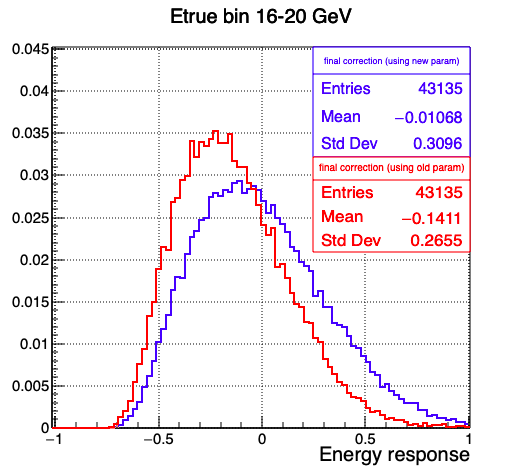 Etrue bin 16-20 GeV
0.045
0.04
0.035
0.03
0.025
0.02
0.015
0.01
0.005
0
final correction (using new param)
Entries 43135
Mean −0.01068
Std Dev 0.3096
final correction (using old param)
Entries 43135
Mean −0.1411
Std Dev 0.2655
−1 −0.5 0 0.5 1
Energy response